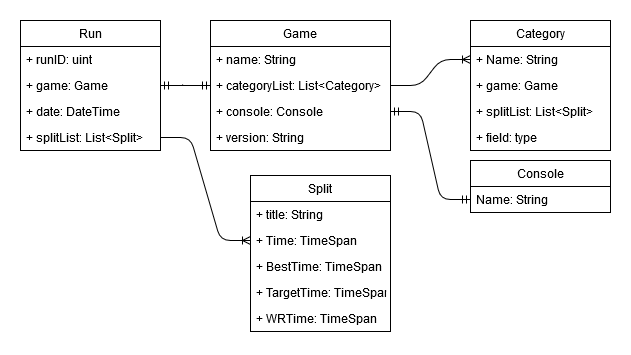 Run
+ runID: uint
+ game: Game
+ date: DateTime
+ splitList: List<Split>
Game
+ name: String
+ categoryList: List<Category>
+ console: Console
+ version: String
Category
+ Name: String
+ game: Game
+ splitList: List<Split>
+ field: type
Console
Name: String
Split
+ title: String
+ Time: TimeSpan
+ BestTime: TimeSpan
+ TargetTime: TimeSpan
+ WRTime: TimeSpan